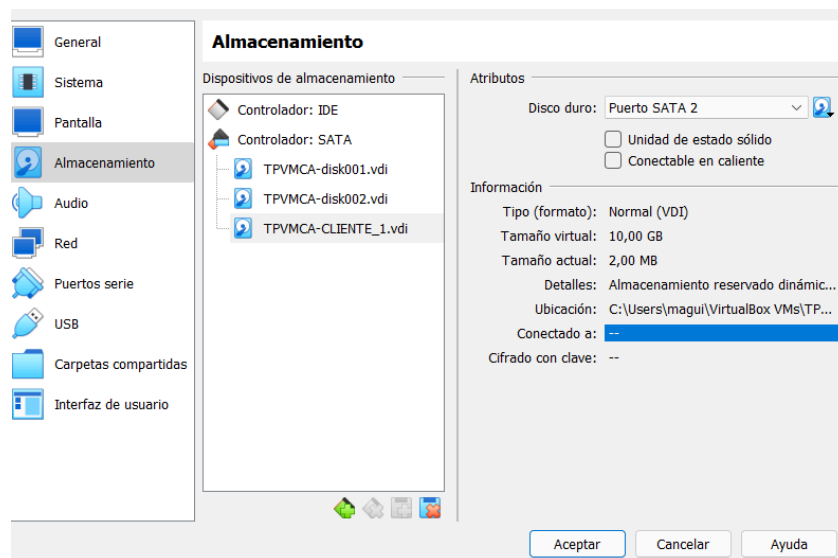 General
Sistema
Pantalla
Almacenamiento
Audio
Red
Puertos serie
USB
Carpetas compartidas
Interfaz de usuario
Almacenamiento
Dispositivos de almacenamiento
Controlador: IDE
Controlador: SATA
TPVMCA-disk001.vdi
TPVMCA-disk002.vdi
TPVMCA-CLIENTE_1.vdi
Atributos
Disco duro: Puerto SATA 2
Unidad de estado sólido
Conectable en caliente
Información
Tipo (formato): Normal (VDI)
Tamaño virtual: 10,00 GB
Tamaño actual: 2,00 MB
Detalles: Almacenamiento reservado dinámic...
Ubicación: C:\Users\magui\VirtualBox VMs\TP...
Conectado a: --
Cifrado con clave: --
Aceptar Cancelar Ayuda